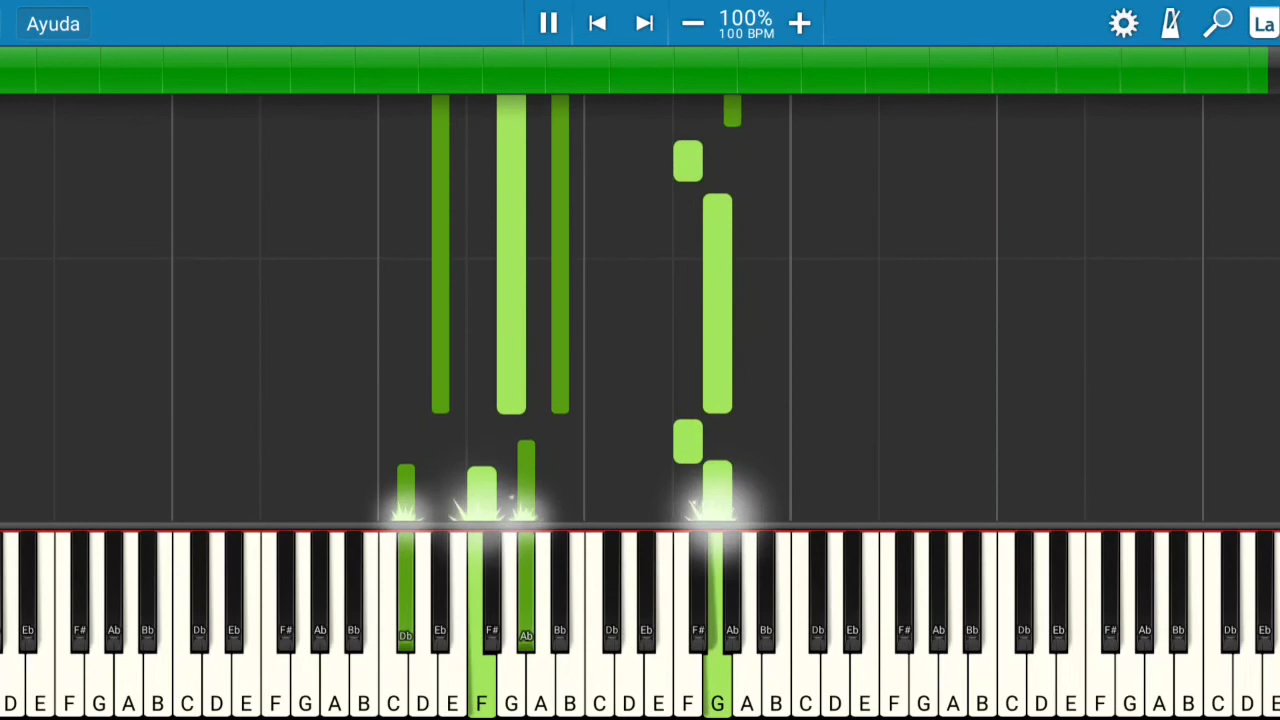 Ayuda
100%
100 BPM
La
Eb F# Ab Bb Db Eb F# Ab Bb Db Eb F# Ab Bb Db Eb F# Ab Bb Db Eb F# Ab Bb Db Eb F# Ab Bb Db Eb
D E F G A B C D E F G A B C D E F G A B C D E F G A B C D E F G A B C D E F G A B C D E